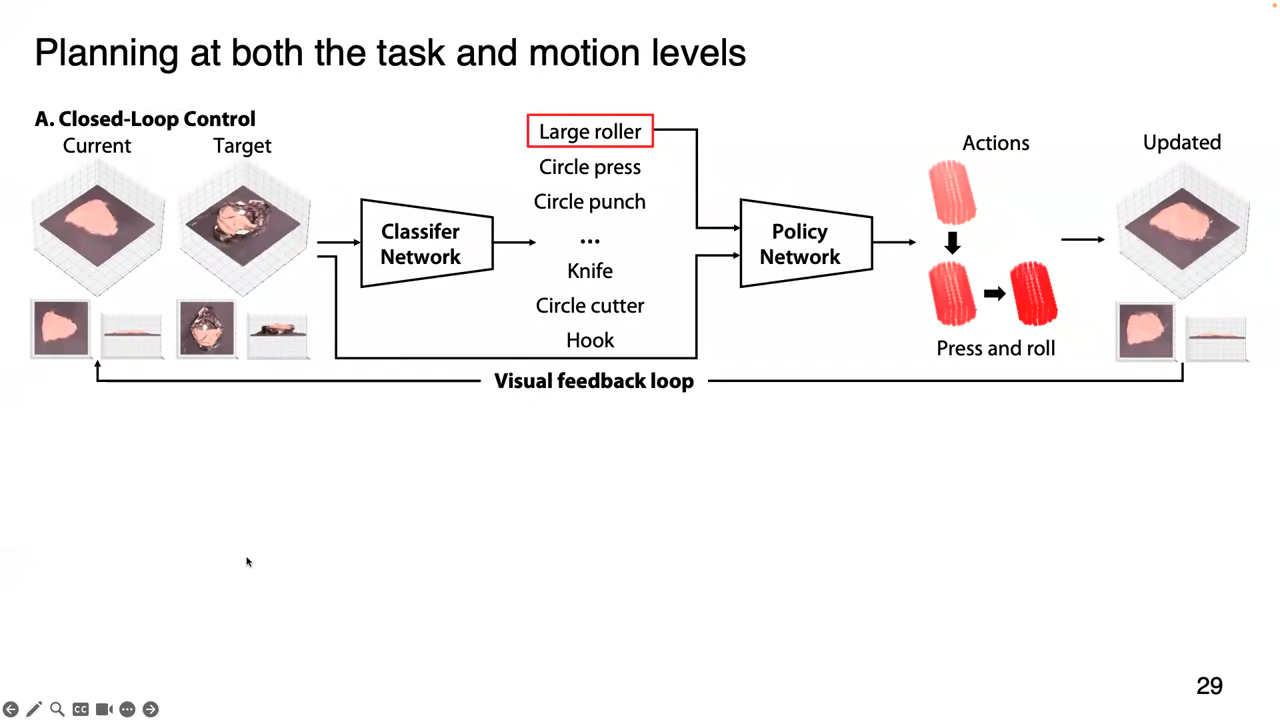 Planning at both the task and motion levels
A. Closed-Loop Control
Current
Target
Classifer
Network
Large roller
Circle press
Circle punch
...
Knife
Circle cutter
Hook
Policy
Network
Actions
Press and roll
Updated
Visual feedback loop
29
CC